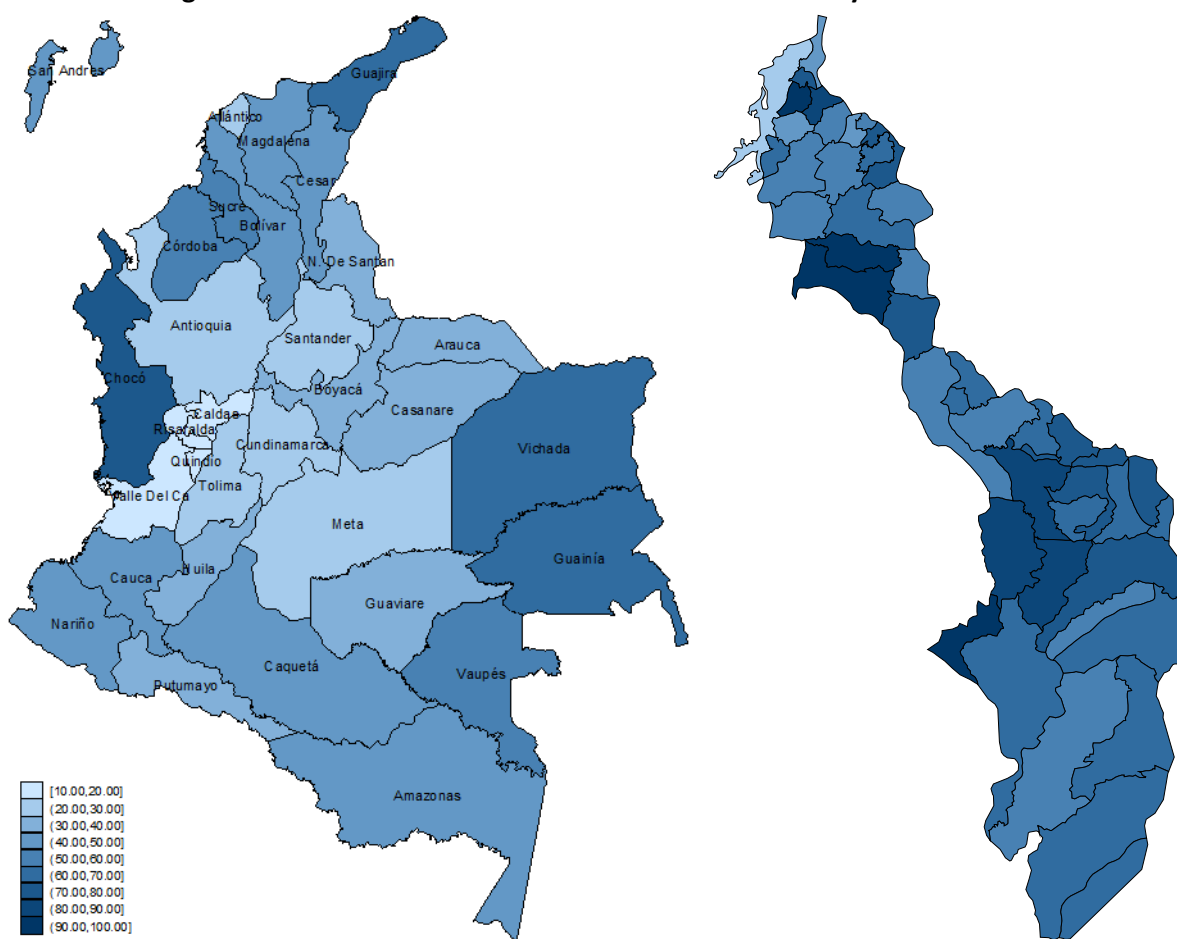 San Andres
Guajira
Atlántico
Magdalena
Cesar
Sucre
Bolívar
Córdoba
N. De Santan
Antioquia
Santander
Arauca
Chocó
Boyacá
Casanare
Caldas
Risaralda
Cundinamarca
Vichada
Quindio
Tolima
Valle Del Ca
Meta
Guainía
Cauca
Huila
Guaviare
Nariño
Caquetá
Vaupés
Putumayo
Amazonas
[10.00,20.00]
(20.00,30.00]
(30.00,40.00]
(40.00,50.00]
(50.00,60.00]
(60.00,70.00]
(70.00,80.00]
(80.00,90.00]
(90.00,100.00]